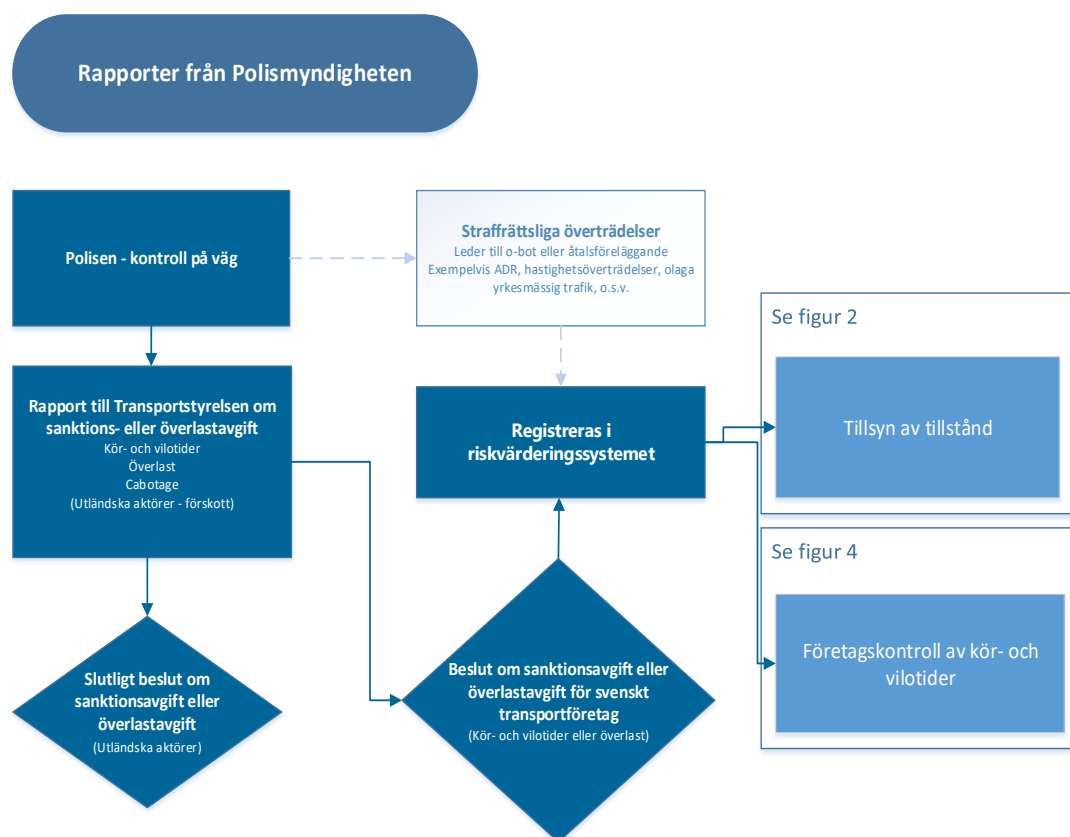 Rapporter från Polismyndigheten
Polisen - kontroll på väg
Straffrättsliga överträdelser
Leder till o-bot eller åtalsföreläggande
Exempelvis ADR, hastighetsöverträdelser, olaga
yrkesmässig trafik, o.s.v.
Rapport till Transportstyrelsen om
sanktions- eller överlastavgift
Kör- och vilotider
Överlast
Cabotage
(Utländska aktörer - förskott)
Registreras i
riskvärderingssystemet
Se figur 2
Tillsyn av tillstånd
Se figur 4
Företagskontroll av kör- och
vilotider
Slutligt beslut om
sanktionsavgift eller
överlastavgift
(Utländska aktörer)
Beslut om sanktionsavgift eller
överlastavgift för svenskt
transportföretag
(Kör- och vilotider eller överlast)